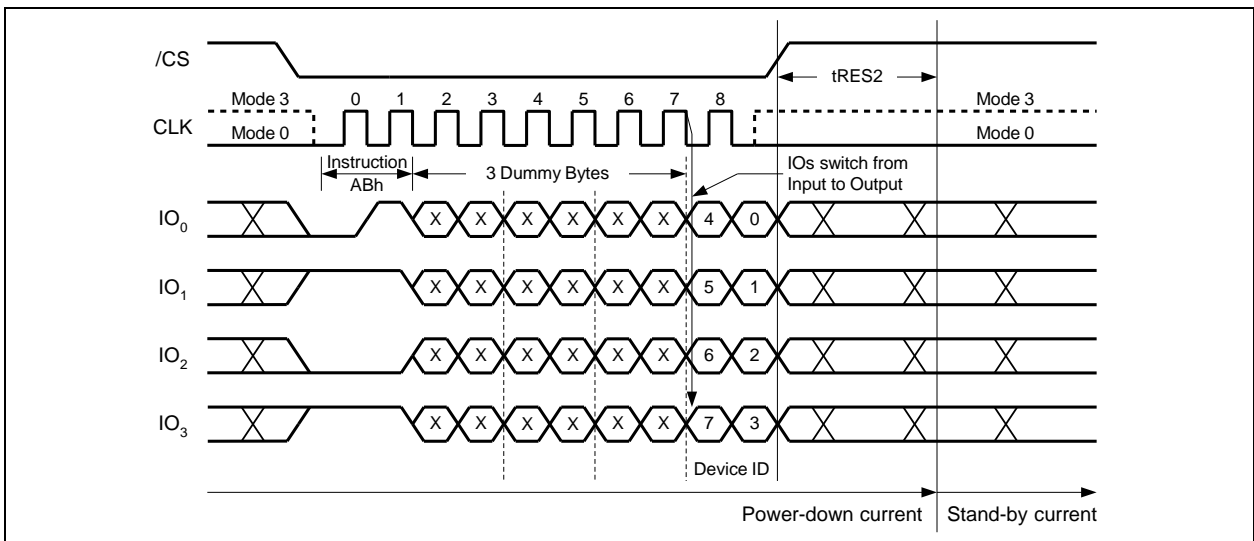 /CS
tRES2
Mode 3 0 1 2 3 4 5 6 7 8 Mode 3
CLK
Mode 0 Mode 0
Instruction
ABh
3 Dummy Bytes
IOs switch from
Input to Output
IO0 X X X X X X 4 0
IO1 X X X X X X 5 1
IO2 X X X X X X 6 2
IO3 X X X X X X 7 3
Device ID
Power-down current Stand-by current